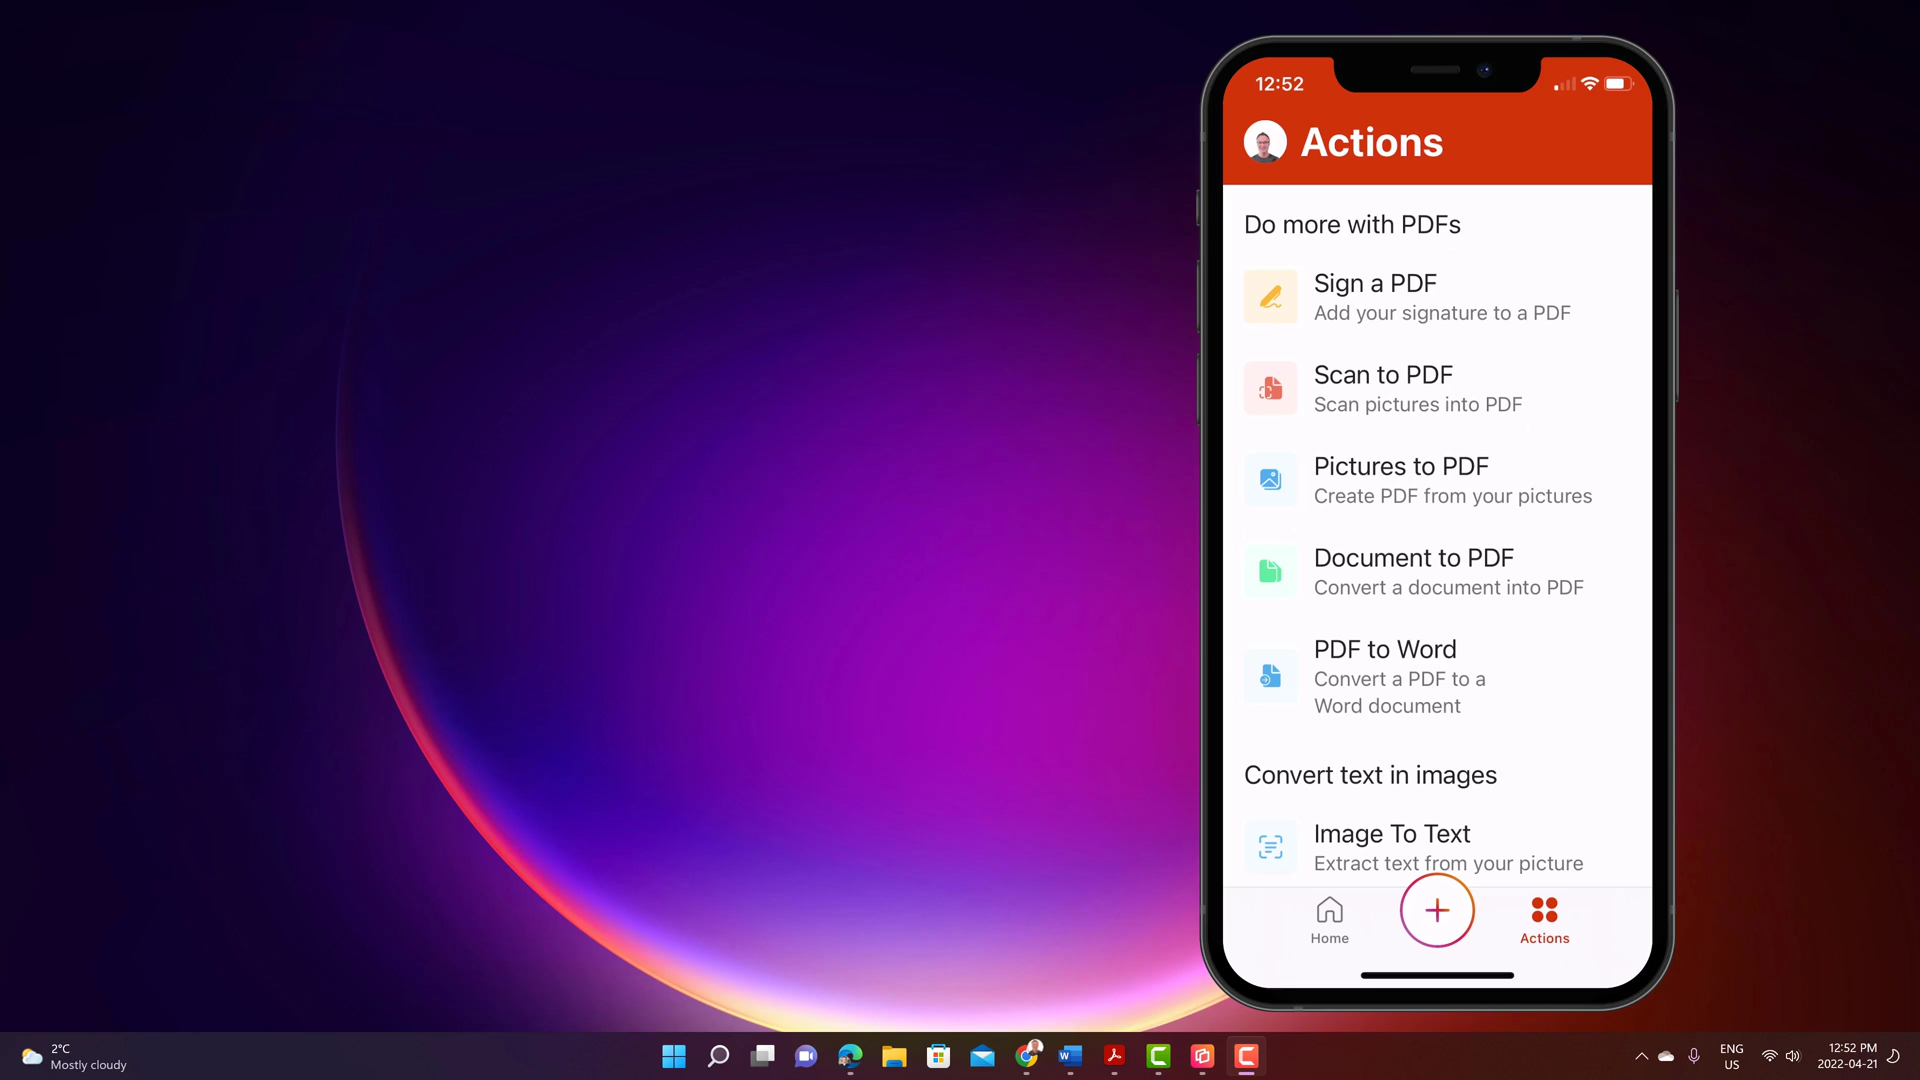 12:52
Actions
Do more with PDFs
Sign a PDF
Add your signature to a PDF
Scan to PDF
Scan pictures into PDF
Pictures to PDF
Create PDF from your pictures
Document to PDF
Convert a document into PDF
PDF to Word
Convert a PDF to a
Word document
Convert text in images
Image To Text
Extract text from your picture
Home
Actions
2°C
Mostly cloudy
ENG
US
12:52 PM
2022-04-21